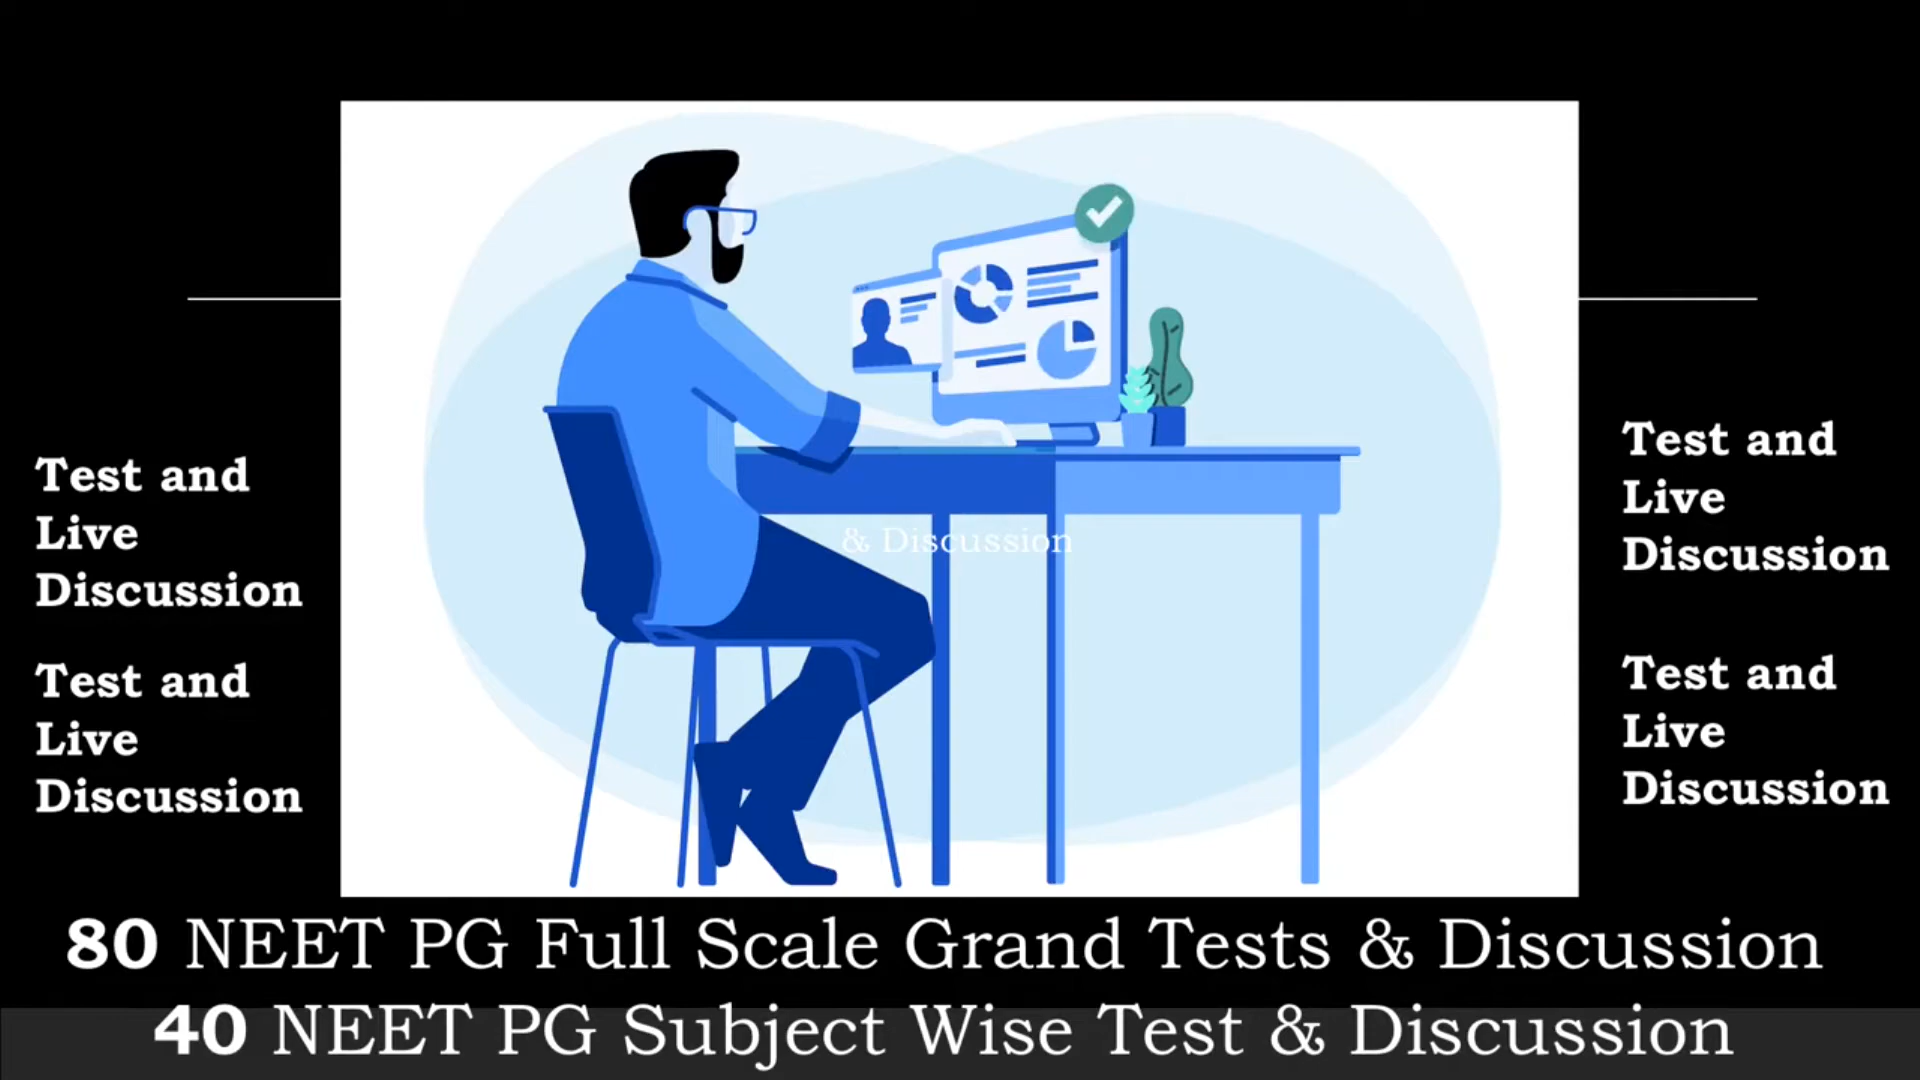 Test and
Live
Discussion
Test and
Live
Discussion
& Discussion
Test and
Live
Discussion
Test and
Live
Discussion
80 NEET PG Full Scale Grand Tests & Discussion
40 NEET PG Subject Wise Test & Discussion